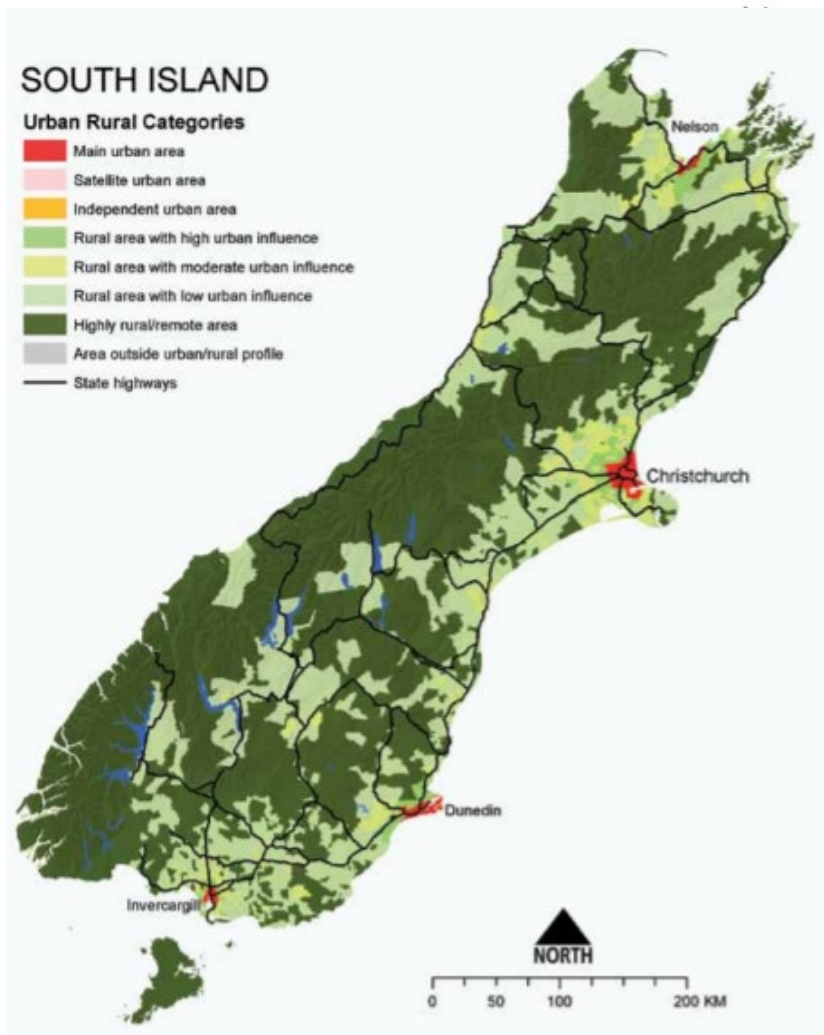 SOUTH ISLAND
Urban Rural Categories
Main urban area
Satellite urban area
Independent urban area
Rural area with high urban influence
Rural area with moderate urban influence
Rural area with low urban influence
Highly rural/remote area
Area outside urban/rural profile
State highways
Nelson
Christchurch
Dunedin
Invercargill
NORTH
0 50 100 200 KM